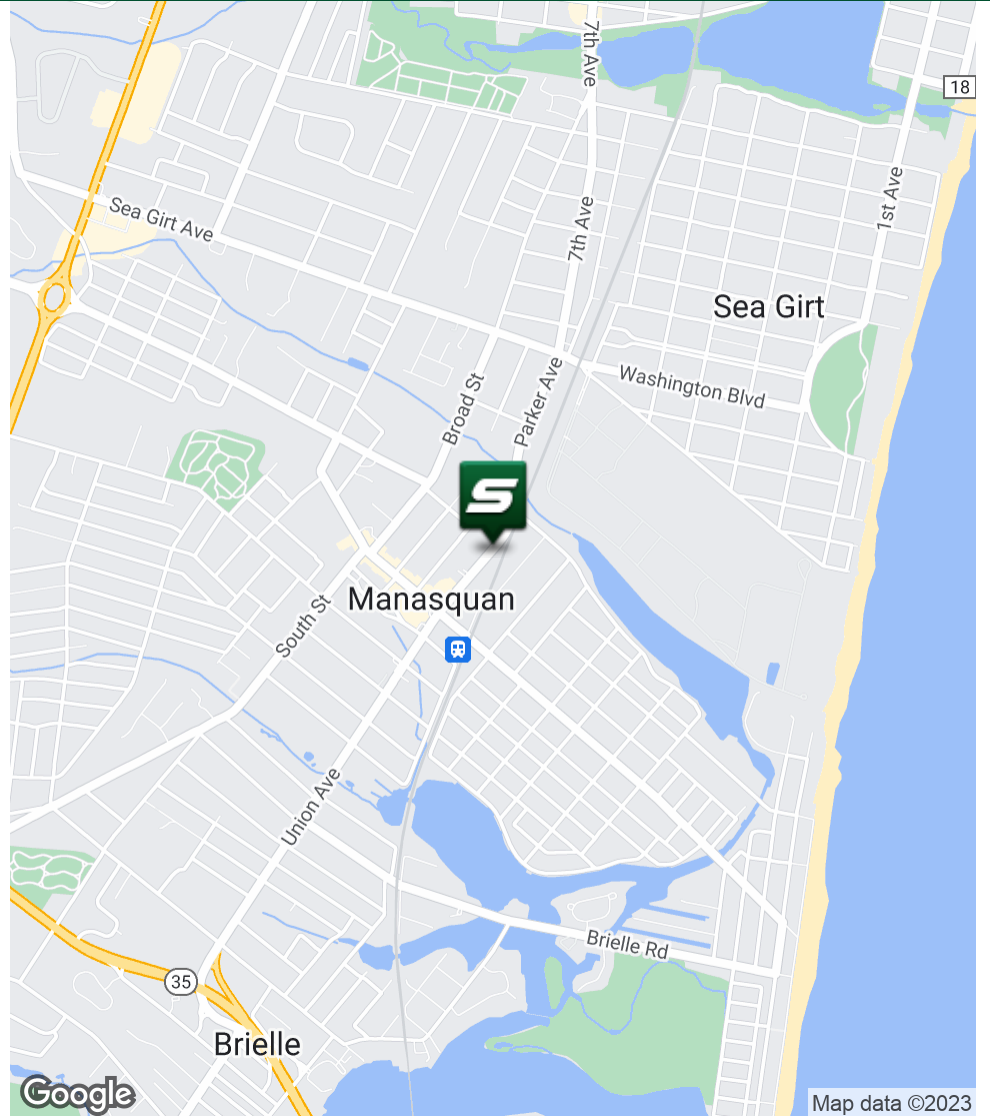 7th Ave
18
1st Ave
Sea Girt Ave
7th Ave
Sea Girt
Washington Blvd
Broad St
Parker Ave
S
Manasquan
South St
Union Ave
Brielle Rd
35
Brielle
Google
Map data ©2023